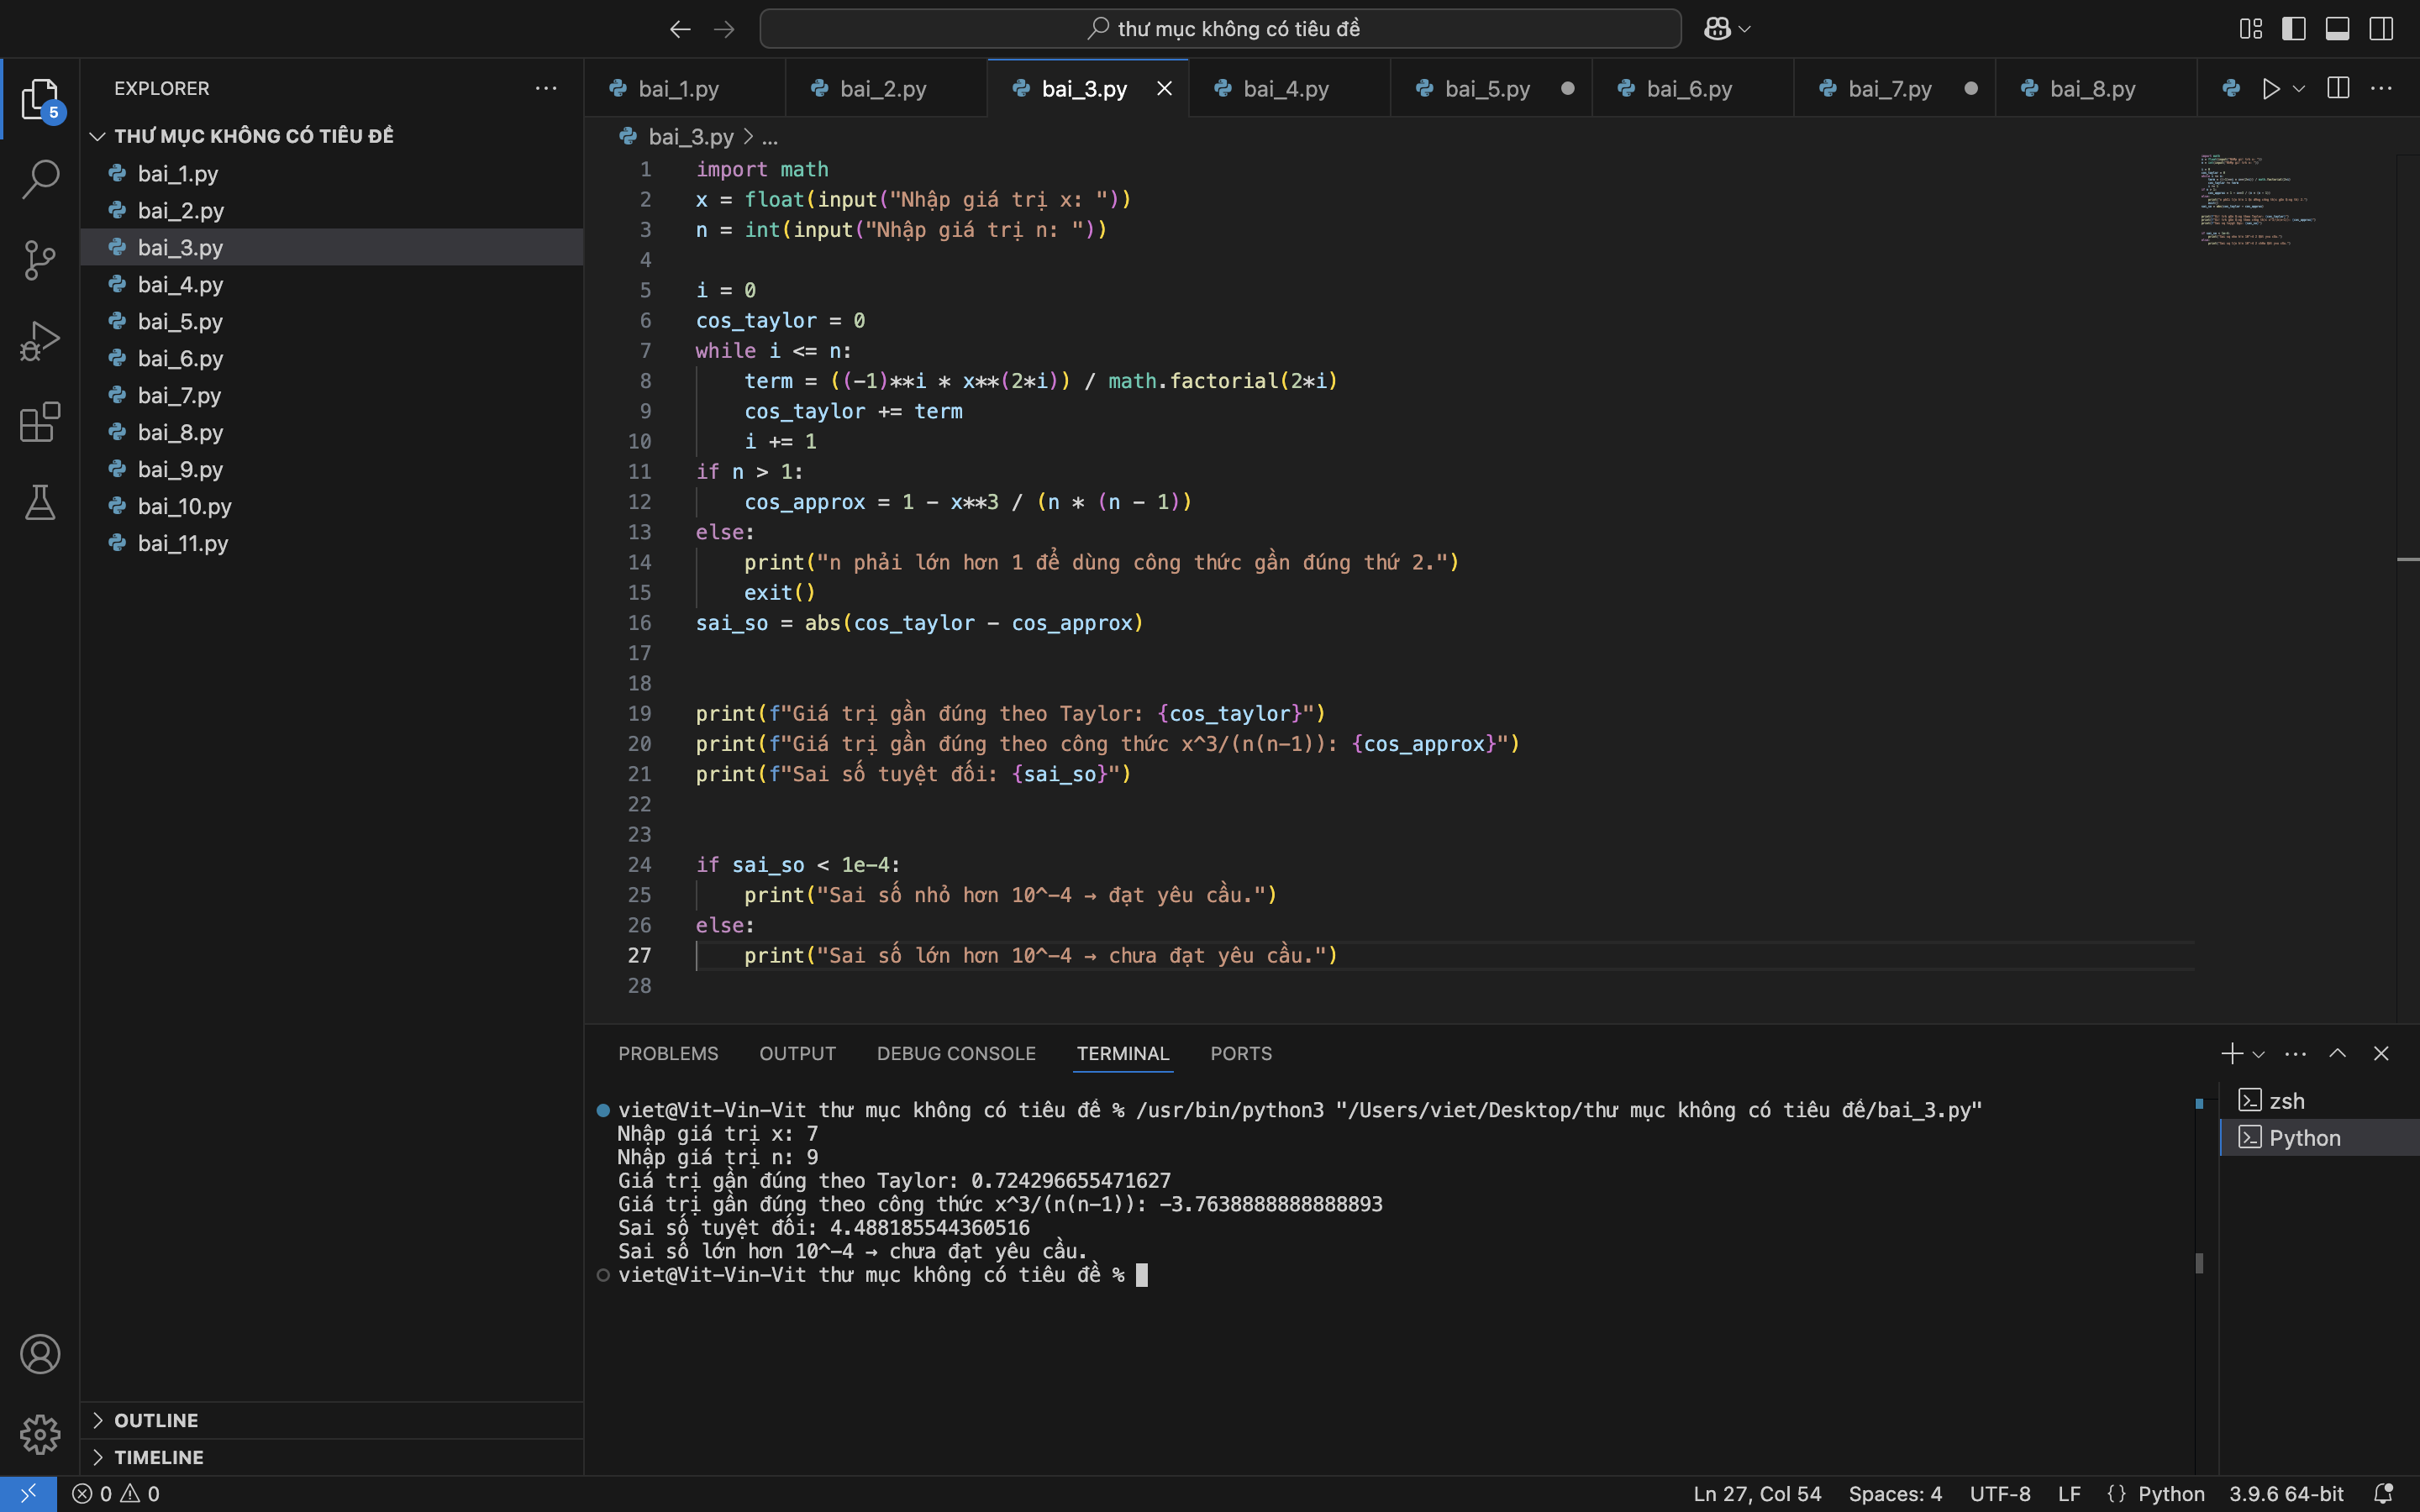 thư mục không có tiêu đề
EXPLORER
THƯ MỤC KHÔNG CÓ TIÊU ĐỀ
bai_1.py
bai_2.py
bai_3.py
bai_4.py
bai_5.py
bai_6.py
bai_7.py
bai_8.py
bai_9.py
bai_10.py
bai_11.py
OUTLINE
TIMELINE
5
bai_1.py bai_2.py bai_3.py bai_4.py bai_5.py bai_6.py bai_7.py bai_8.py
bai_3.py > ...
1 import math
2 x = float(input("Nhập giá trị x: "))
3 n = int(input("Nhập giá trị n: "))
4
5 i = 0
6 cos_taylor = 0
7 while i <= n:
8     term = ((-1)**i * x**(2*i)) / math.factorial(2*i)
9     cos_taylor += term
10     i += 1
11 if n > 1:
12     cos_approx = 1 - x**3 / (n * (n - 1))
13 else:
14     print("n phải lớn hơn 1 để dùng công thức gần đúng thứ 2.")
15     exit()
16 sai_so = abs(cos_taylor - cos_approx)
17
18
19 print(f"Giá trị gần đúng theo Taylor: {cos_taylor}")
20 print(f"Giá trị gần đúng theo công thức x^3/(n(n-1)): {cos_approx}")
21 print(f"Sai số tuyệt đối: {sai_so}")
22
23
24 if sai_so < 1e-4:
25     print("Sai số nhỏ hơn 10^-4 → đạt yêu cầu.")
26 else:
27     print("Sai số lớn hơn 10^-4 → chưa đạt yêu cầu.")
28
PROBLEMS OUTPUT DEBUG CONSOLE TERMINAL PORTS
viet@Vit-Vin-Vit thư mục không có tiêu đề % /usr/bin/python3 "/Users/viet/Desktop/thư mục không có tiêu đề/bai_3.py"
Nhập giá trị x: 7
Nhập giá trị n: 9
Giá trị gần đúng theo Taylor: 0.724296655471627
Giá trị gần đúng theo công thức x^3/(n(n-1)): -3.7638888888888893
Sai số tuyệt đối: 4.488185544360516
Sai số lớn hơn 10^-4 → chưa đạt yêu cầu.
viet@Vit-Vin-Vit thư mục không có tiêu đề %
zsh
Python
0 0
Ln 27, Col 54 Spaces: 4 UTF-8 LF {} Python 3.9.6 64-bit